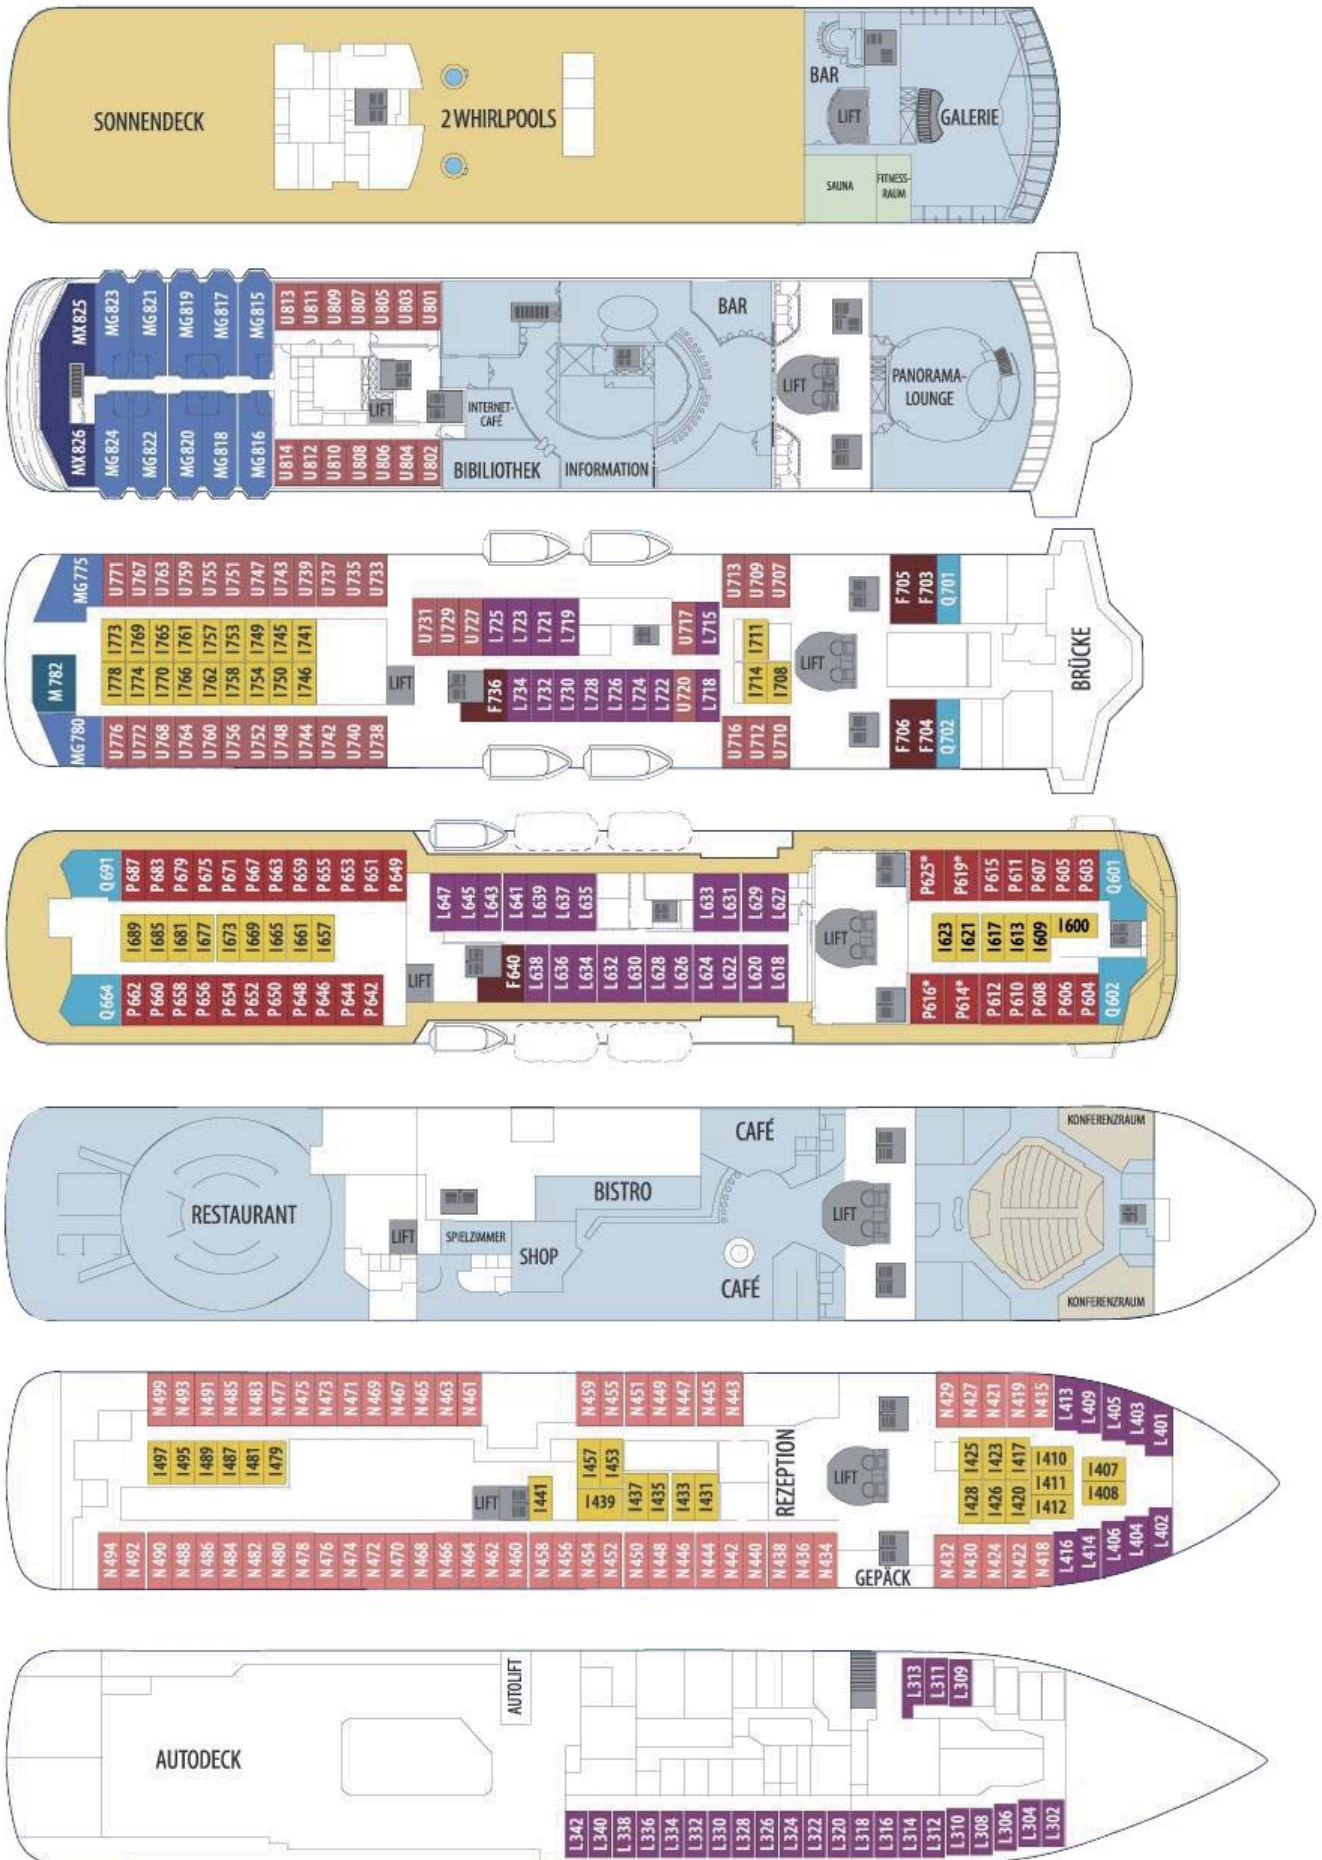 SONNENDECK
2 WHIRLPOOLS
BAR
LIFT
GALERIE
SAUNA
FITNESS-
RAUM
MX825
MG823
MG821
MG819
MG817
MG815
U813
U811
U809
U807
U805
U803
U801
BAR
LIFT
LIFT
INTERNET-
CAFÉ
PANORAMA-
LOUNGE
MX826
MG824
MG822
MG820
MG818
MG816
U814
U812
U810
U808
U806
U804
U802
BIBILIOTHEK
INFORMATION
MG775
U771
U767
U763
U759
U755
U751
U747
U743
U739
U737
U735
U733
U713
U709
U707
F705
F703
Q701
U731
U729
U727
L725
L723
L721
L719
U717
L715
I773
I769
I765
I761
I757
I753
I749
I745
I741
I711
M 782
I778
I774
I770
I766
I762
I758
I754
I750
I746
LIFT
F736
L734
L732
L730
L728
L726
L724
L722
U720
L718
I714
I708
LIFT
BRÜCKE
MG780
U776
U772
U768
U764
U760
U756
U752
U748
U742
U740
U738
U716
U712
U710
F706
F704
Q702
Q691
P687
P683
P679
P675
P671
P667
P663
P659
P655
P653
P651
P649
L647
L645
L643
L641
L639
L637
L635
L633
L631
L629
L627
P625*
P619*
P615
P611
P607
P605
P603
Q601
I689
I685
I681
I677
I673
I669
I665
I661
I657
LIFT
I623
I621
I617
I613
I609
I600
Q664
P662
P660
P658
P656
P654
P652
P650
P648
P646
P644
P642
LIFT
F640
L638
L636
L634
L632
L630
L628
L626
L624
L622
L620
L618
P616*
P614*
P612
P610
P608
P606
P604
Q602
CAFÉ
KONFERENZRAUM
BISTRO
RESTAURANT
LIFT
SPIELZIMMER
SHOP
LIFT
CAFÉ
KONFERENZRAUM
N499
N493
N491
N485
N483
N477
N475
N473
N471
N469
N467
N465
N463
N461
N459
N455
N451
N449
N447
N445
N443
N429
N427
N421
N419
N415
L413
L409
L405
L403
L401
I497
I495
I489
I487
I481
I479
I457
I453
REZEPTION
LIFT
I425
I423
I417
I410
I407
LIFT
I441
I439
I437
I435
I433
I431
I428
I426
I420
I411
I412
I408
N494
N492
N490
N488
N486
N484
N482
N480
N478
N476
N474
N472
N470
N468
N466
N464
N462
N460
N458
N456
N454
N452
N450
N448
N446
N444
N442
N440
N438
N436
N434
GEPÄCK
N432
N430
N424
N422
N418
L416
L414
L406
L404
L402
AUTOLIFT
L313
L311
L309
AUTODECK
L342
L340
L338
L336
L334
L332
L330
L328
L326
L324
L322
L320
L318
L316
L314
L312
L310
L308
L306
L304
L302